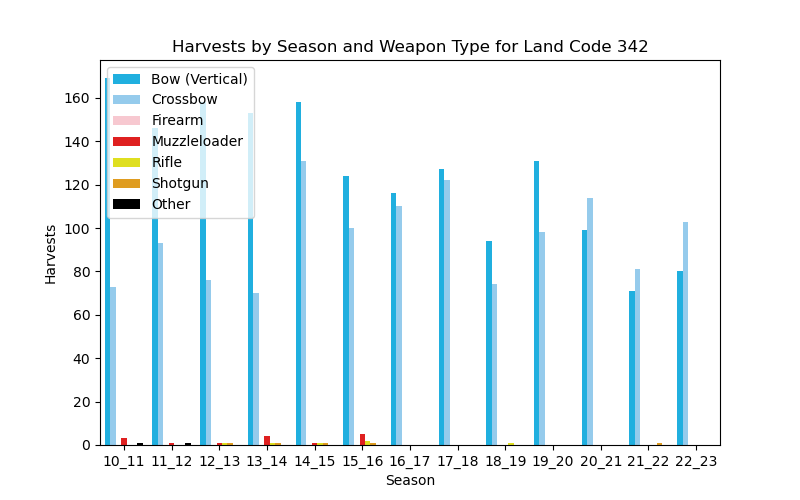 Harvests by Season and Weapon Type for Land Code 342
Bow (Vertical)
Crossbow
Firearm
Muzzleloader
Rifle
Shotgun
Other
Harvests
160
140
120
100
80
60
40
20
0
10_11 11_12 12_13 13_14 14_15 15_16 16_17 17_18 18_19 19_20 20_21 21_22 22_23
Season